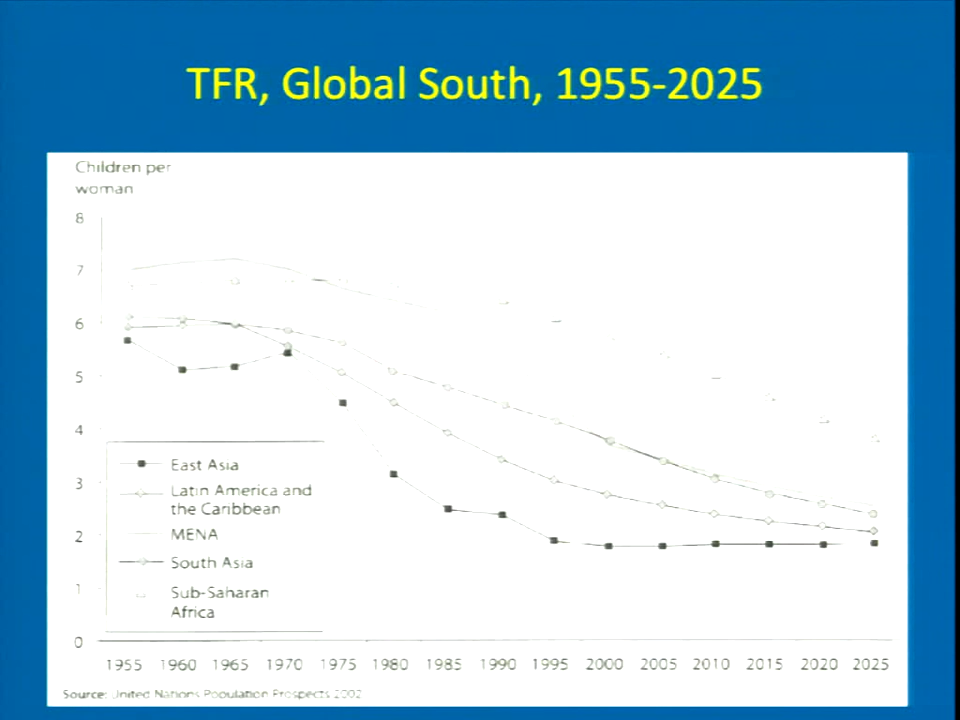 TFR, Global South, 1955-2025
Children per
woman
8
7
6
5
4
3
2
1
0
East Asia
Latin America and
the Caribbean
MENA
South Asia
Sub-Saharan
Africa
1955 1960 1965 1970 1975 1980 1985 1990 1995 2000 2005 2010 2015 2020 2025
Source: United Nations Population Prospects 2002